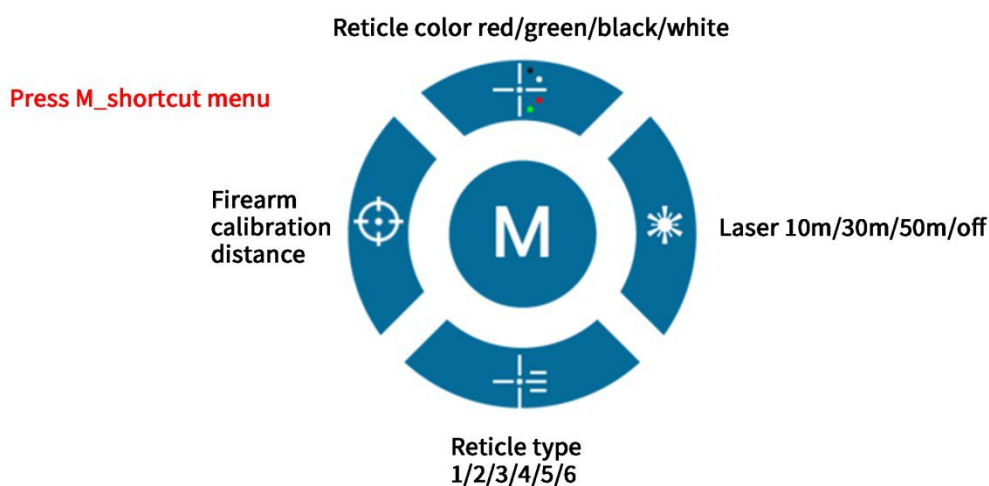 Reticle color red/green/black/white
Press M_shortcut menu
Firearm
calibration
distance
M
Laser 10m/30m/50m/off
Reticle type
1/2/3/4/5/6